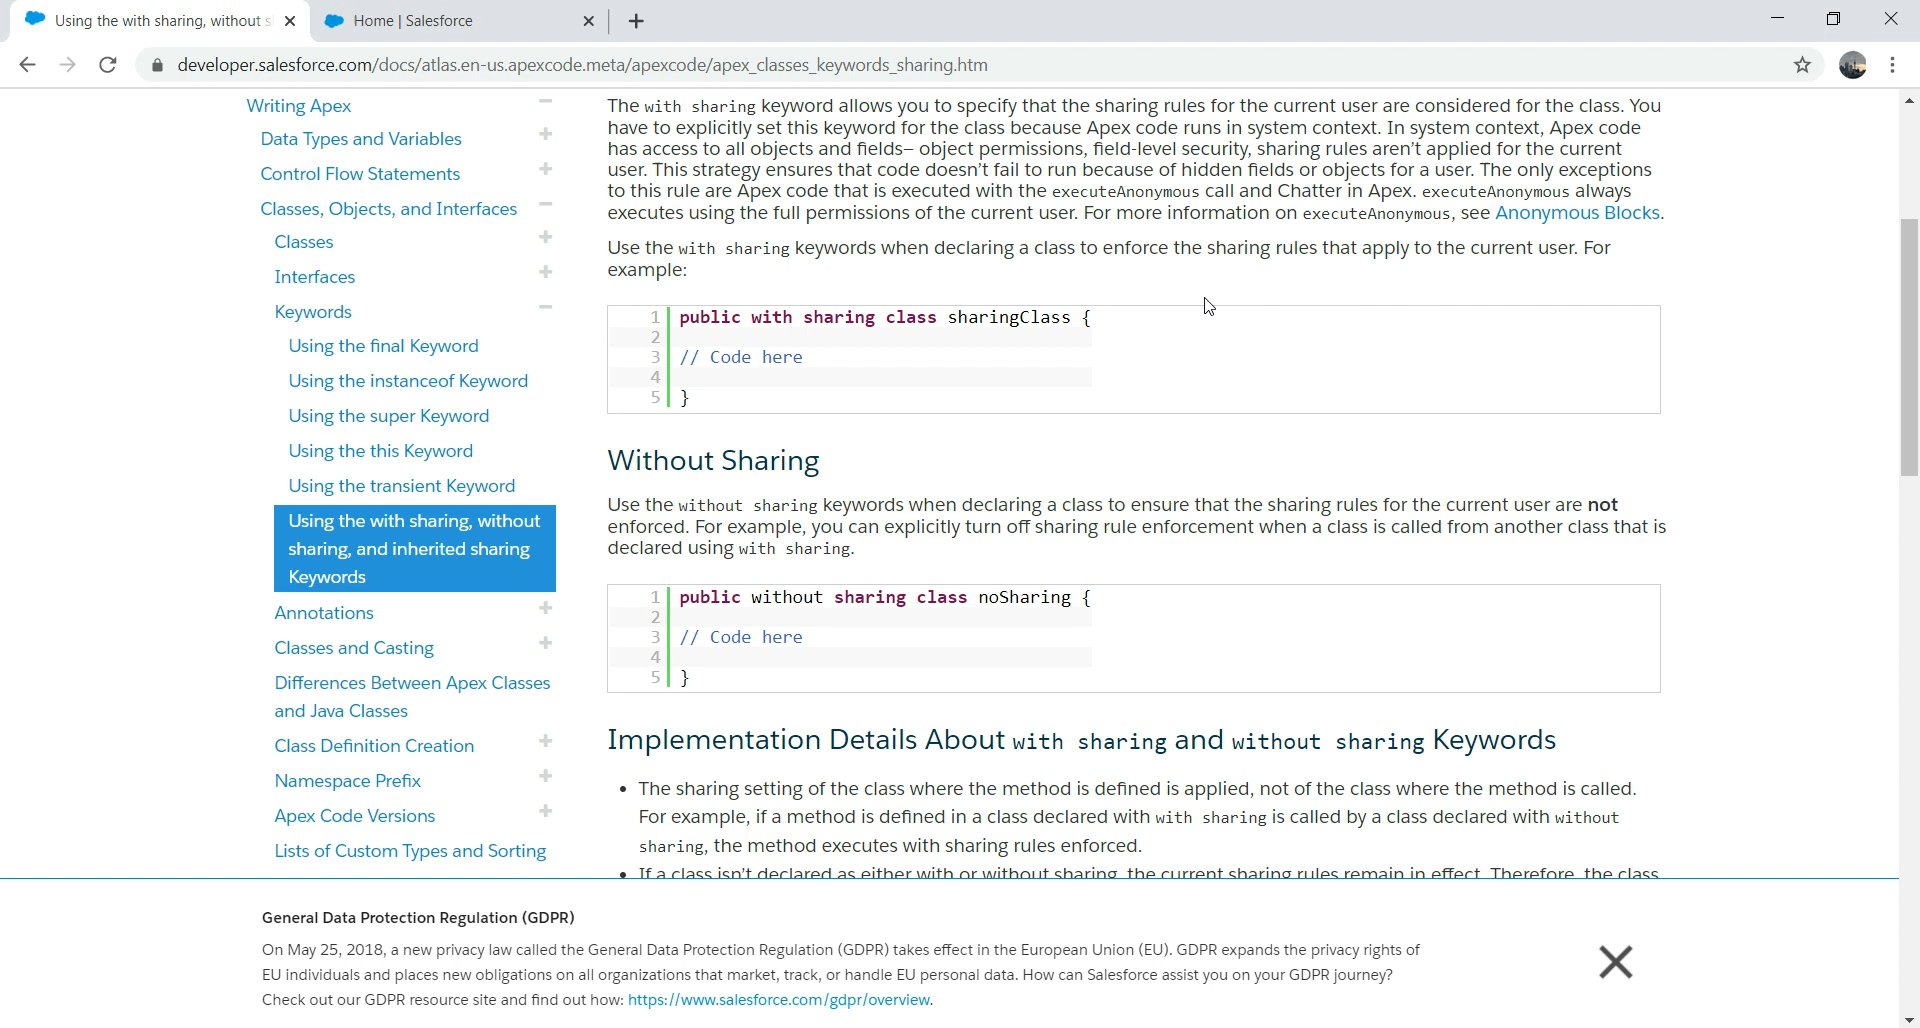 Using the with sharing, without s
Home | Salesforce
developer.salesforce.com/docs/atlas.en-us.apexcode.meta/apexcode/apex_classes_keywords_sharing.htm
Writing Apex
Data Types and Variables
Control Flow Statements
Classes, Objects, and Interfaces
Classes
Interfaces
Keywords
Using the final Keyword
Using the instanceof Keyword
Using the super Keyword
Using the this Keyword
Using the transient Keyword
Using the with sharing, without
sharing, and inherited sharing
Keywords
Annotations
Classes and Casting
Differences Between Apex Classes
and Java Classes
Class Definition Creation
Namespace Prefix
Apex Code Versions
Lists of Custom Types and Sorting
The with sharing keyword allows you to specify that the sharing rules for the current user are considered for the class. You
have to explicitly set this keyword for the class because Apex code runs in system context. In system context, Apex code
has access to all objects and fields– object permissions, field-level security, sharing rules aren't applied for the current
user. This strategy ensures that code doesn't fail to run because of hidden fields or objects for a user. The only exceptions
to this rule are Apex code that is executed with the executeAnonymous call and Chatter in Apex. executeAnonymous always
executes using the full permissions of the current user. For more information on executeAnonymous, see Anonymous Blocks.
Use the with sharing keywords when declaring a class to enforce the sharing rules that apply to the current user. For
example:
1 public with sharing class sharingClass {
2
3 // Code here
4
5 }
Without Sharing
Use the without sharing keywords when declaring a class to ensure that the sharing rules for the current user are not
enforced. For example, you can explicitly turn off sharing rule enforcement when a class is called from another class that is
declared using with sharing.
1 public without sharing class noSharing {
2
3 // Code here
4
5 }
Implementation Details About with sharing and without sharing Keywords
• The sharing setting of the class where the method is defined is applied, not of the class where the method is called.
For example, if a method is defined in a class declared with with sharing is called by a class declared with without
sharing, the method executes with sharing rules enforced.
• If a class isn't declared as either with or without sharing, the current sharing rules remain in effect. Therefore, the class
General Data Protection Regulation (GDPR)
On May 25, 2018, a new privacy law called the General Data Protection Regulation (GDPR) takes effect in the European Union (EU). GDPR expands the privacy rights of
EU individuals and places new obligations on all organizations that market, track, or handle EU personal data. How can Salesforce assist you on your GDPR journey?
Check out our GDPR resource site and find out how: https://www.salesforce.com/gdpr/overview.